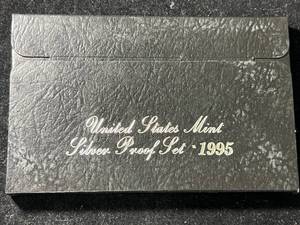 United States Mint
Silver Proof Set · 1995